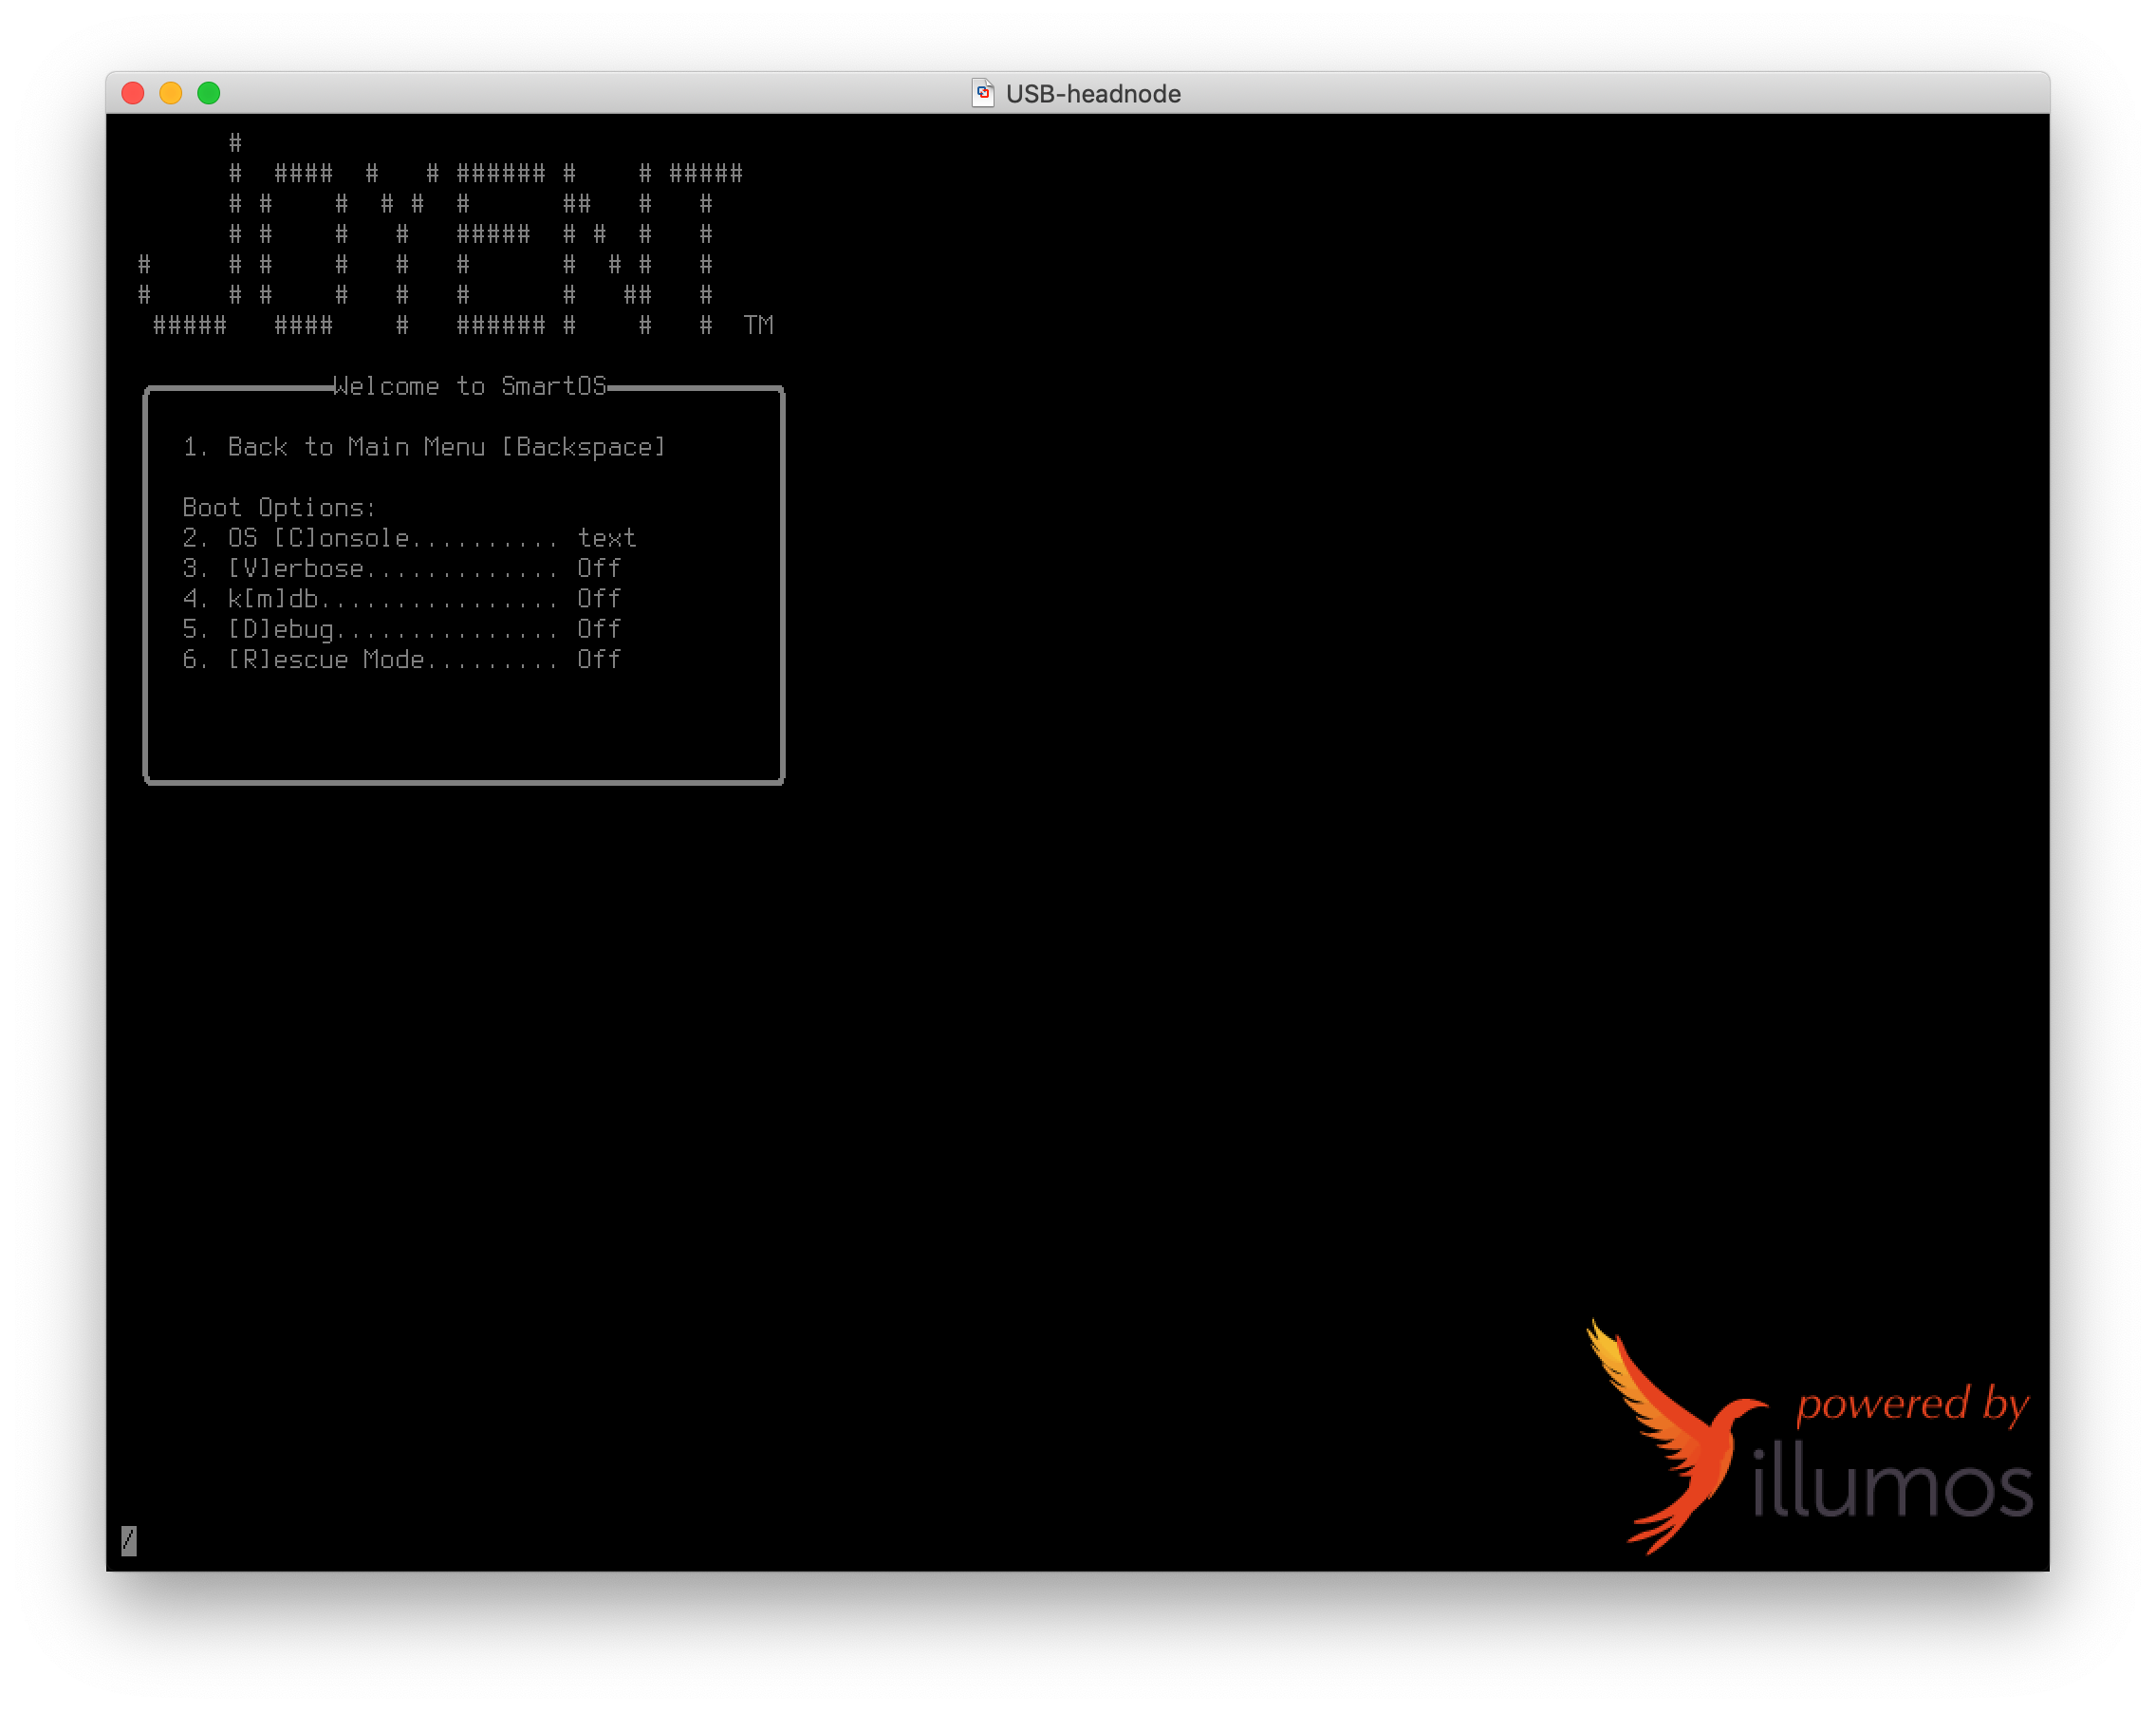 USB-headnode
JOYENT TM
Welcome to SmartOS
1. Back to Main Menu [Backspace]
Boot Options:
2. OS [C]onsole.......... text
3. [V]erbose............. Off
4. k[m]db................ Off
5. [D]ebug............... Off
6. [R]escue Mode......... Off
powered by
illumos
/